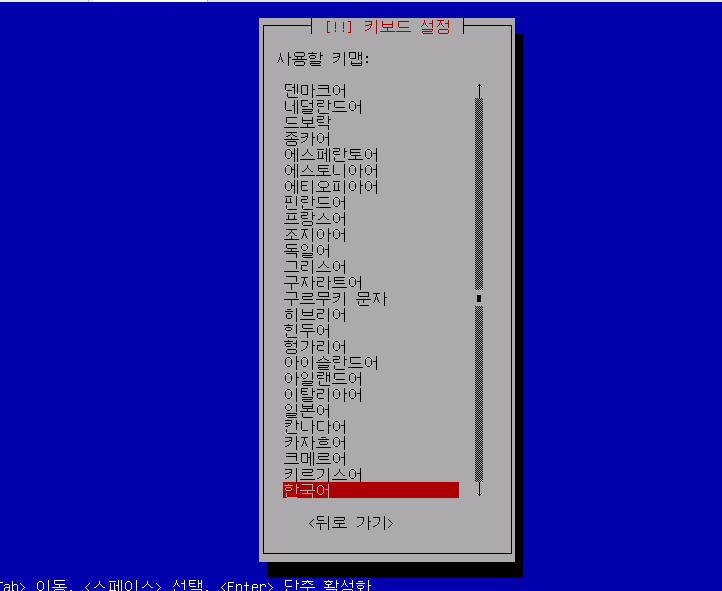 [!!] 키보드 설정
사용할 키맵:
덴마크어
네덜란드어
드보락
종카어
에스페란토어
에스토니아어
에티오피아어
핀란드어
프랑스어
조지아어
독일어
그리스어
구자라트어
구르무키 문자
히브리어
힌두어
헝가리어
아이슬란드어
아일랜드어
이탈리아어
일본어
칸나다어
카자흐어
크메르어
키르기스어
한국어
<뒤로 가기>
Tab> 이동, <스페이스> 선택, <Enter> 단추 활성화